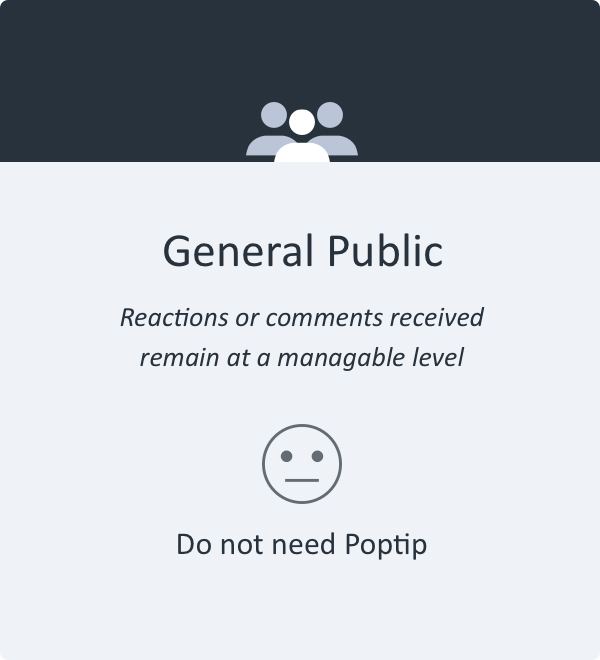 General Public
Reactions or comments received
remain at a managable level
Do not need Poptip